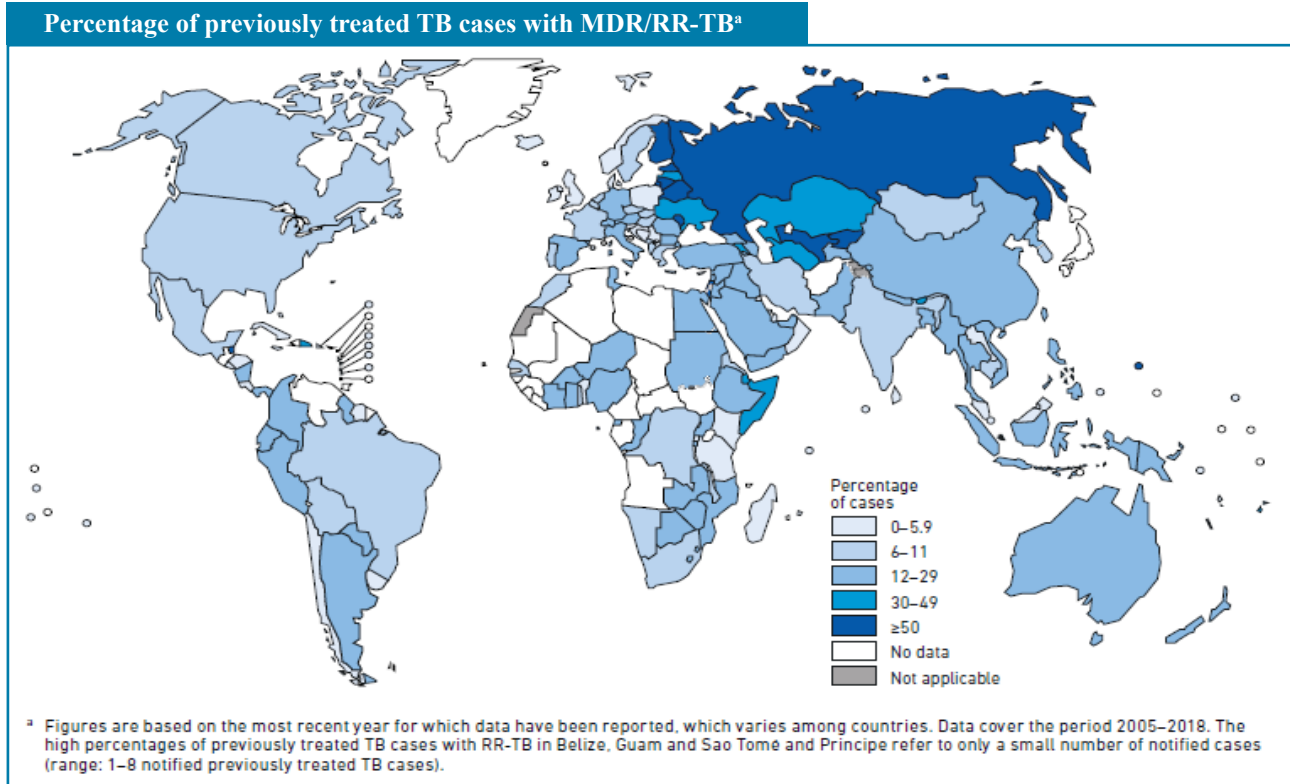 Percentage of previously treated TB cases with MDR/RR-TBᵃ
Percentage
of cases
0–5.9
6–11
12–29
30–49
≥50
No data
Not applicable
ᵃ Figures are based on the most recent year for which data have been reported, which varies among countries. Data cover the period 2005–2018. The
high percentages of previously treated TB cases with RR-TB in Belize, Guam and Sao Tomé and Principe refer to only a small number of notified cases
(range: 1–8 notified previously treated TB cases).